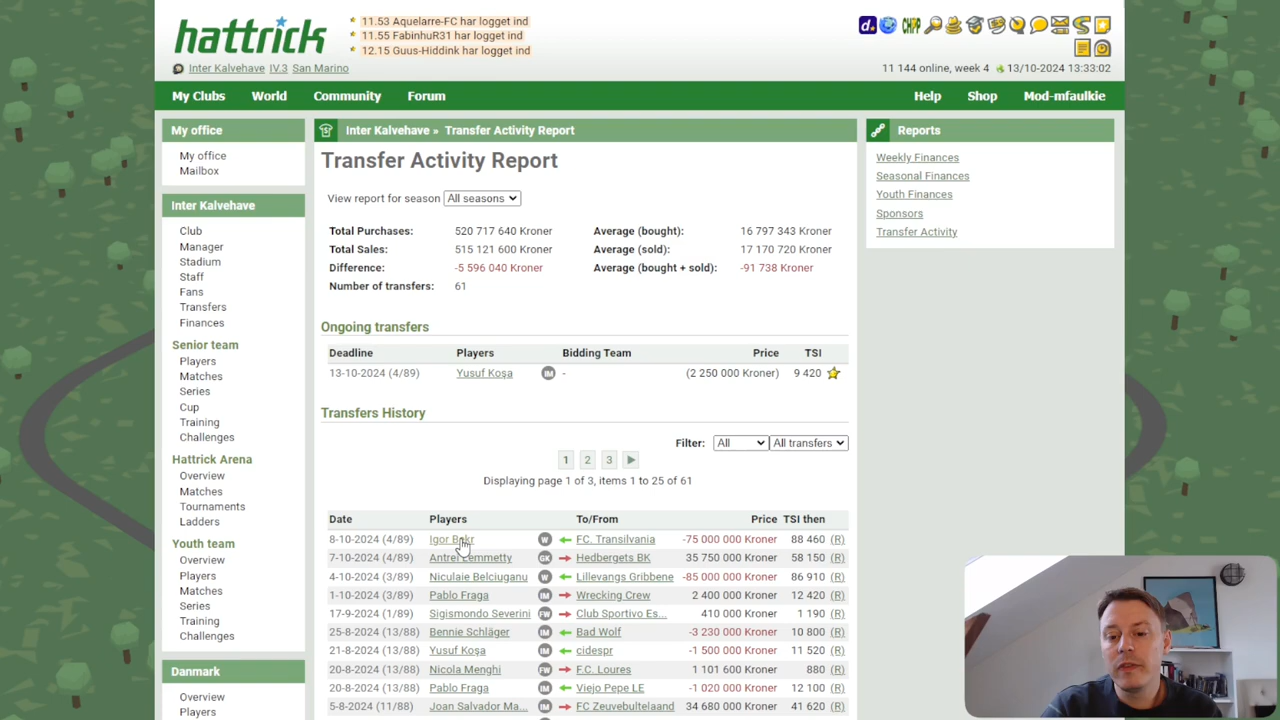 hattrick
11.53 Aquelarre-FC har logget ind
11.55 FabinhuR31 har logget ind
12.15 Guus-Hiddink har logget ind
CHPP
Inter Kalvehave IV.3 San Marino
11 144 online, week 4 13/10-2024 13:33:02
My Clubs World Community Forum Help Shop Mod-mfaulkie
My office
My office
Mailbox
Inter Kalvehave
Club
Manager
Stadium
Staff
Fans
Transfers
Finances
Senior team
Players
Matches
Series
Cup
Training
Challenges
Hattrick Arena
Overview
Matches
Tournaments
Ladders
Youth team
Overview
Players
Matches
Series
Training
Challenges
Danmark
Overview
Players
Inter Kalvehave » Transfer Activity Report
Transfer Activity Report
View report for season All seasons
Total Purchases: 520 717 640 Kroner Average (bought): 16 797 343 Kroner
Total Sales: 515 121 600 Kroner Average (sold): 17 170 720 Kroner
Difference: -5 596 040 Kroner Average (bought + sold): -91 738 Kroner
Number of transfers: 61
Ongoing transfers
Deadline Players Bidding Team Price TSI
13-10-2024 (4/89) Yusuf Koşa IM - (2 250 000 Kroner) 9 420
Transfers History
Filter: All All transfers
1 2 3
Displaying page 1 of 3, items 1 to 25 of 61
Date Players To/From Price TSI then
8-10-2024 (4/89) Igor W FC. Transilvania -75 000 000 Kroner 88 460 (R)
7-10-2024 (4/89) GK Hedbergets BK 35 750 000 Kroner 58 150 (R)
4-10-2024 (3/89) Niculaie Belciuganu W Lillevangs Gribbene -85 000 000 Kroner 86 910 (R)
1-10-2024 (3/89) Pablo Fraga IM Wrecking Crew 2 400 000 Kroner 12 420 (R)
17-9-2024 (1/89) Sigismondo Severini FW Club Sportivo Es... 410 000 Kroner 1 190 (R)
25-8-2024 (13/88) Bennie Schläger IM Bad Wolf -3 230 000 Kroner 10 800 (R)
21-8-2024 (13/88) Yusuf Koşa IM cidespr -1 500 000 Kroner 11 520 (R)
20-8-2024 (13/88) Nicola Menghi FW F.C. Loures 1 101 600 Kroner 880 (R)
20-8-2024 (13/88) Pablo Fraga IM Viejo Pepe LE -1 020 000 Kroner 12 100 (R)
5-8-2024 (11/88) Joan Salvador Ma... IM FC Zeuvebultelaand 34 680 000 Kroner 41 620 (R)
Reports
Weekly Finances
Seasonal Finances
Youth Finances
Sponsors
Transfer Activity